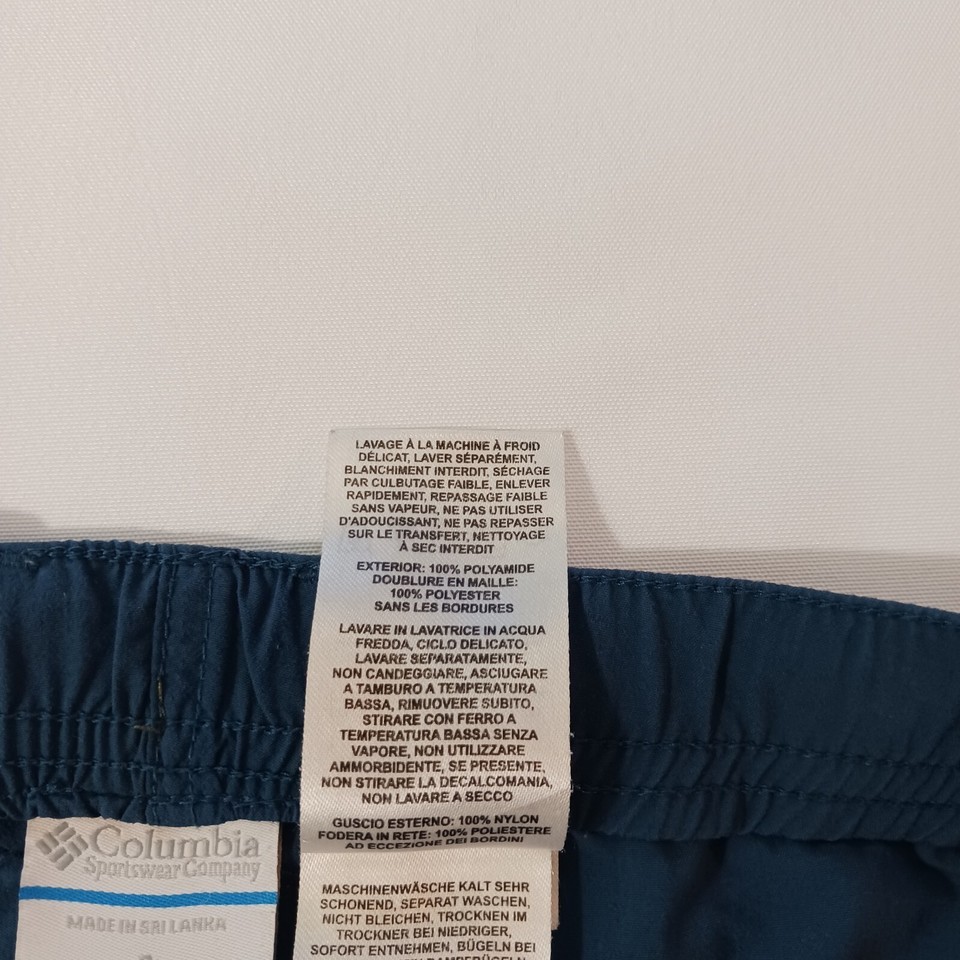 LAVAGE À LA MACHINE À FROID
DÉLICAT, LAVER SÉPARÉMENT,
BLANCHIMENT INTERDIT, SÉCHAGE
PAR CULBUTAGE FAIBLE, ENLEVER
RAPIDEMENT, REPASSAGE FAIBLE
SANS VAPEUR, NE PAS UTILISER
D'ADOUCISSANT, NE PAS REPASSER
SUR LE TRANSFERT, NETTOYAGE
À SEC INTERDIT
EXTERIOR: 100% POLYAMIDE
DOUBLURE EN MAILLE:
100% POLYESTER
SANS LES BORDURES
LAVARE IN LAVATRICE IN ACQUA
FREDDA, CICLO DELICATO,
LAVARE SEPARATAMENTE,
NON CANDEGGIARE, ASCIUGARE
A TAMBURO A TEMPERATURA
BASSA, RIMUOVERE SUBITO,
STIRARE CON FERRO A
TEMPERATURA BASSA SENZA
VAPORE, NON UTILIZZARE
AMMORBIDENTE, SE PRESENTE,
NON STIRARE LA DECALCOMANIA,
NON LAVARE A SECCO
GUSCIO ESTERNO: 100% NYLON
FODERA IN RETE: 100% POLIESTERE
AD ECCEZIONE DEI BORDINI
MASCHINENWÄSCHE KALT SEHR
SCHONEND, SEPARAT WASCHEN,
NICHT BLEICHEN, TROCKNEN IM
TROCKNER BEI NIEDRIGER,
SOFORT ENTNEHMEN, BÜGELN BEI
Columbia
Sportswear Company
MADE IN SRI LANKA